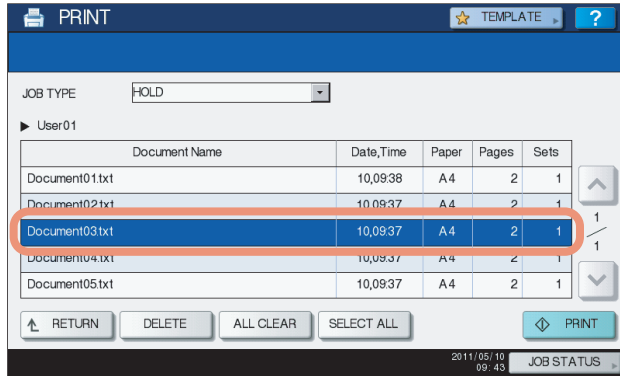 PRINT
TEMPLATE
?
JOB TYPE HOLD
User01
Document Name Date,Time Paper Pages Sets
Document01.txt 10,09:38 A4 2 1
Document02.txt 10,09:37 A4 2 1
Document03.txt 10,09:37 A4 2 1
Document04.txt 10,09:37 A4 2 1
Document05.txt 10,09:37 A4 2 1
1
1
RETURN DELETE ALL CLEAR SELECT ALL PRINT
2011/05/10
09:43
JOB STATUS